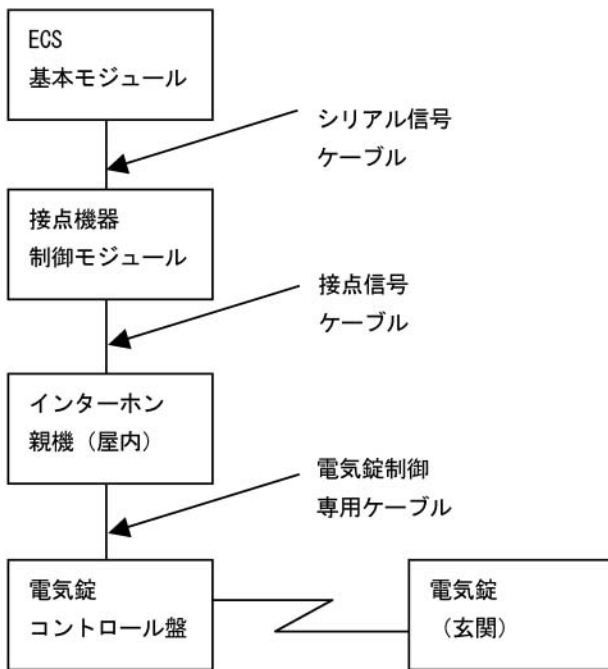 ECS
基本モジュール
シリアル信号
ケーブル
接点機器
制御モジュール
接点信号
ケーブル
インターホン
親機（屋内）
電気錠制御
専用ケーブル
電気錠
コントロール盤
電気錠
（玄関）